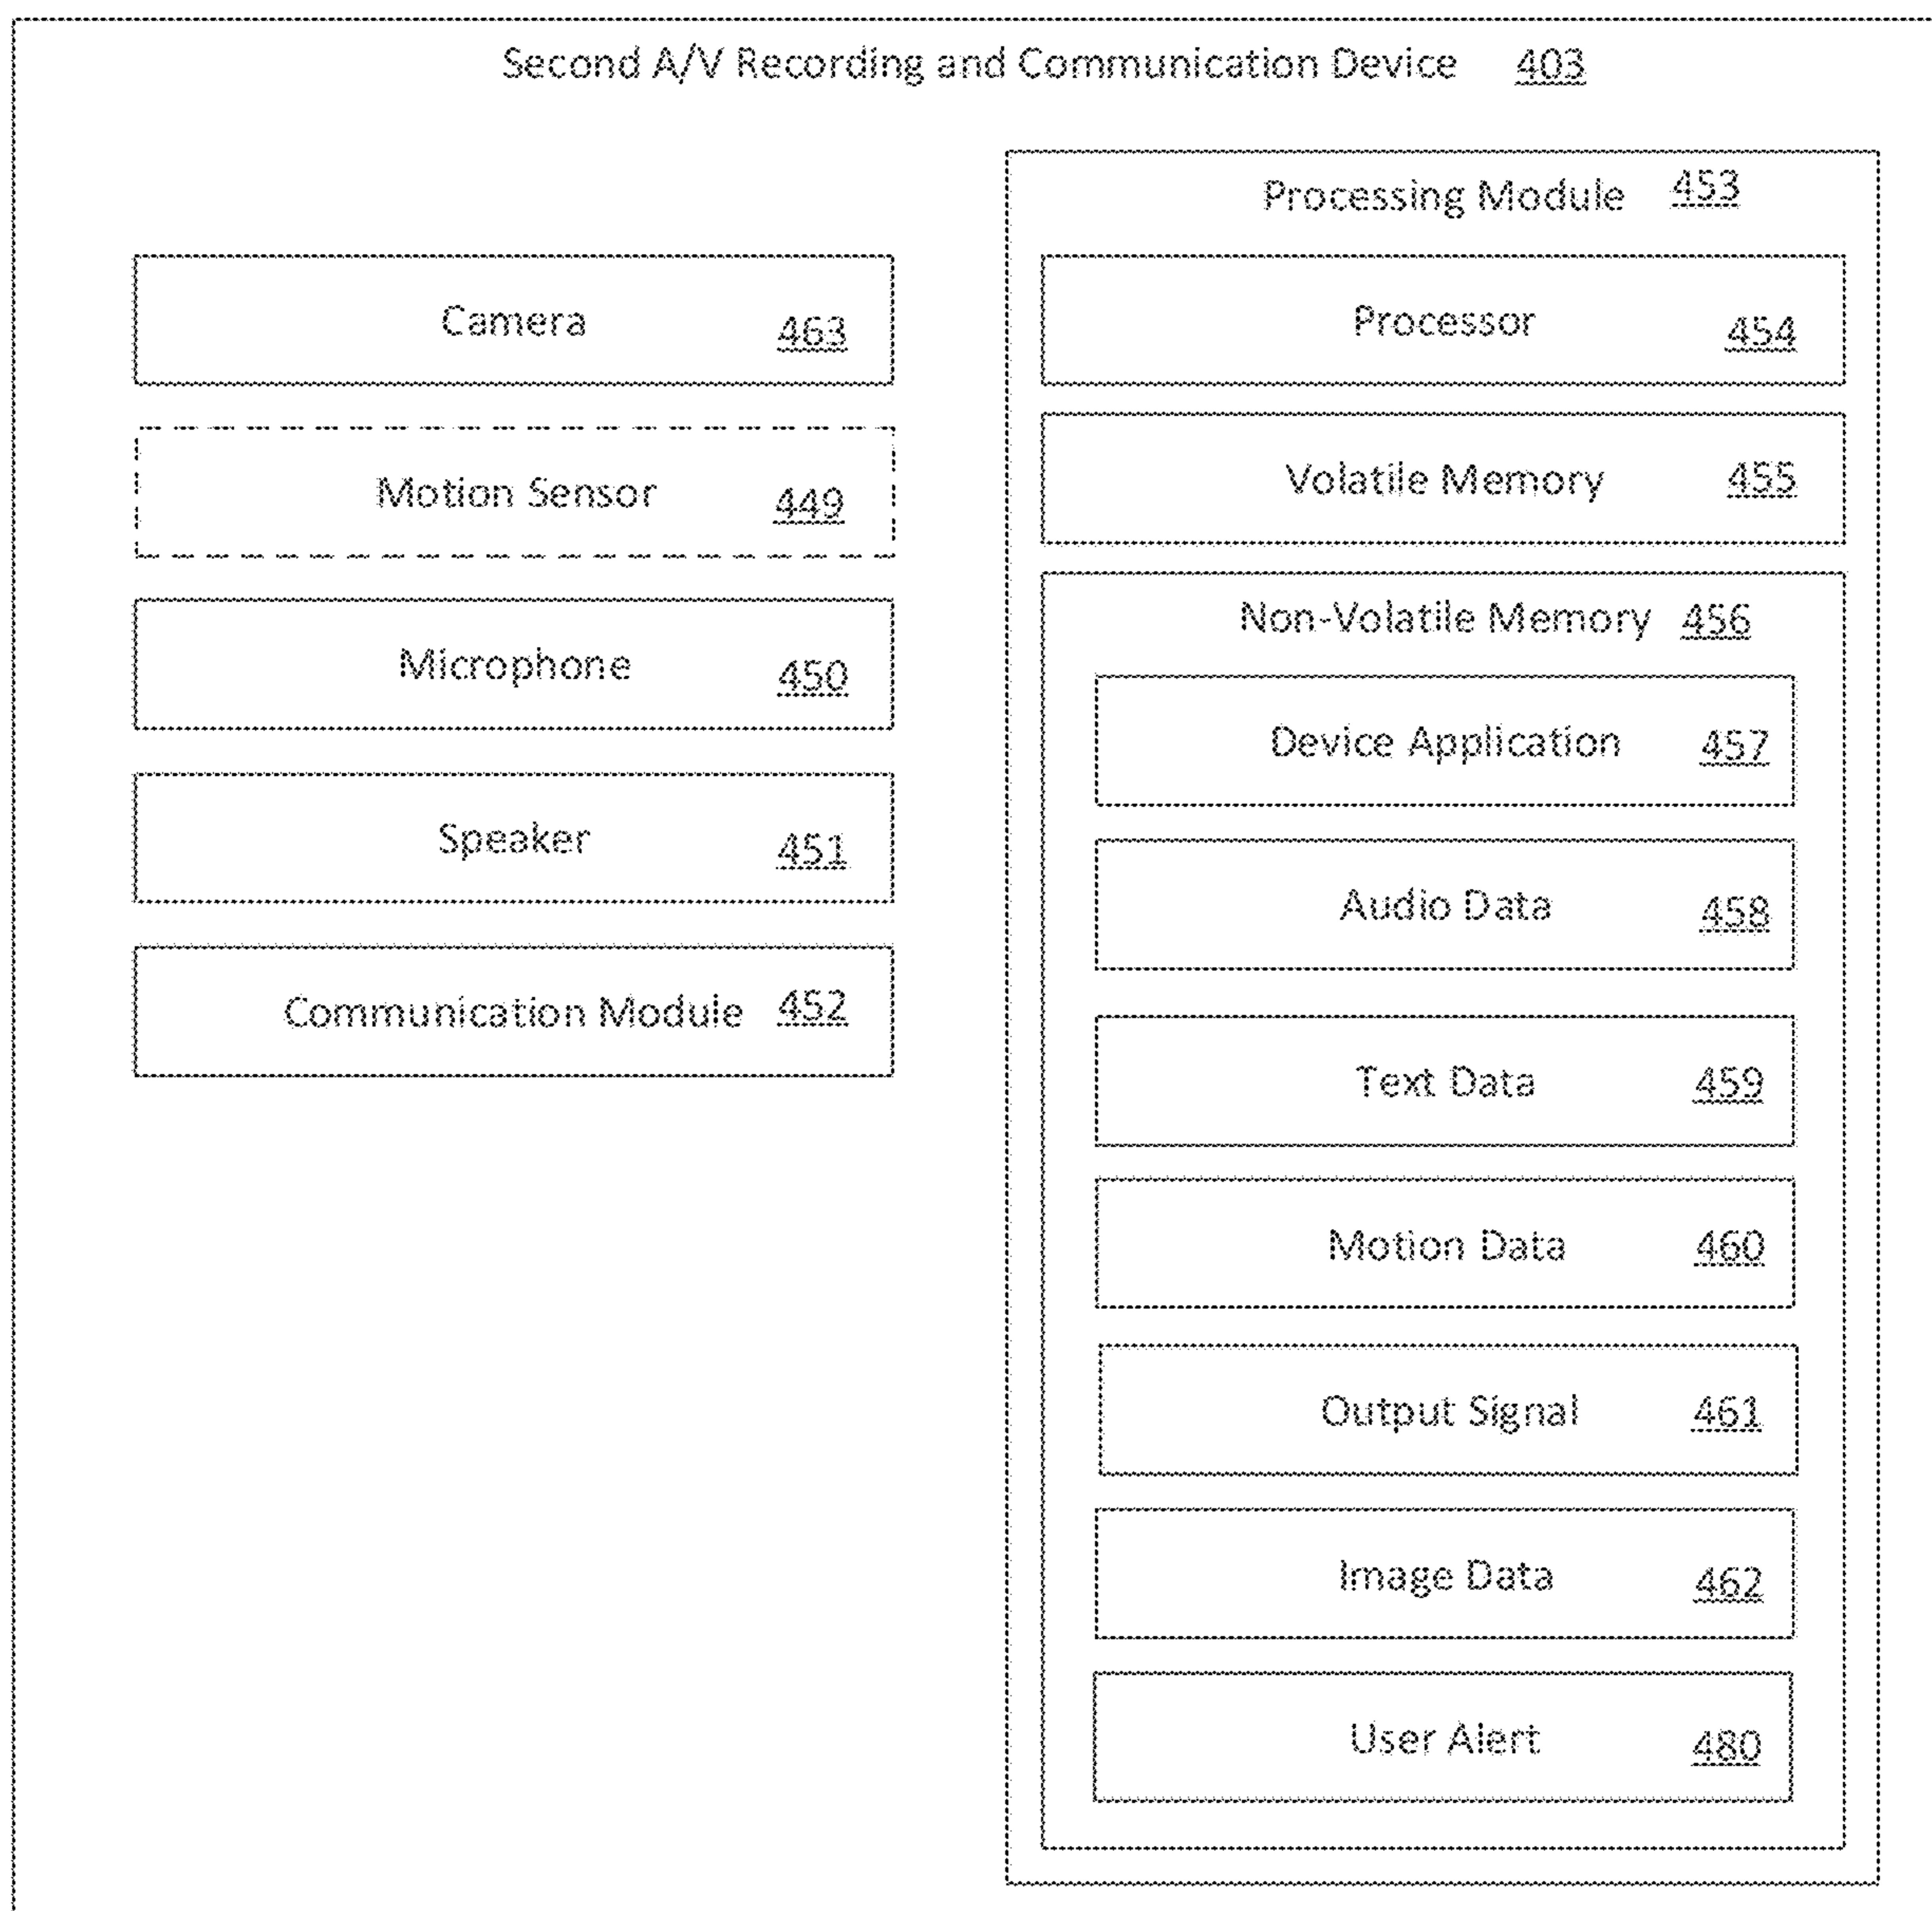 Second A/V Recording and Communication Device 403
Camera 463
Motion Sensor 449
Microphone 450
Speaker 451
Communication Module 452
Processing Module 453
Processor 454
Volatile Memory 455
Non-Volatile Memory 456
Device Application 457
Audio Data 458
Text Data 459
Motion Data 460
Output Signal 461
Image Data 462
User Alert 480